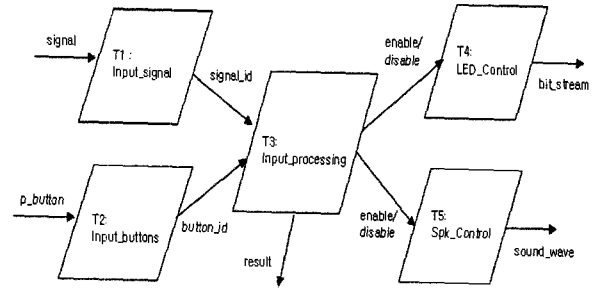 signal
T1 :
Input_signal
signal_id
p_button
T2:
Input_buttons
button_id
T3:
Input_processing
result
enable/
disable
T4:
LED_Control
bit_stream
enable/
disable
T5:
Spk_Control
sound_wave